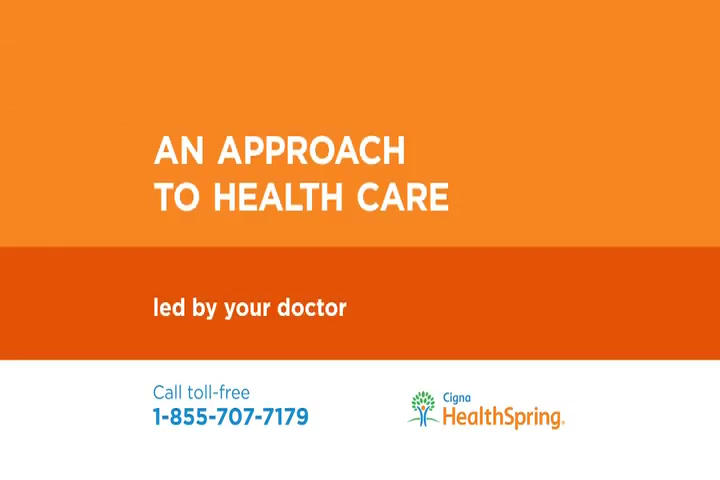 AN APPROACH
TO HEALTH CARE
led by your doctor
Call toll-free
1-855-707-7179
Cigna
HealthSpring®